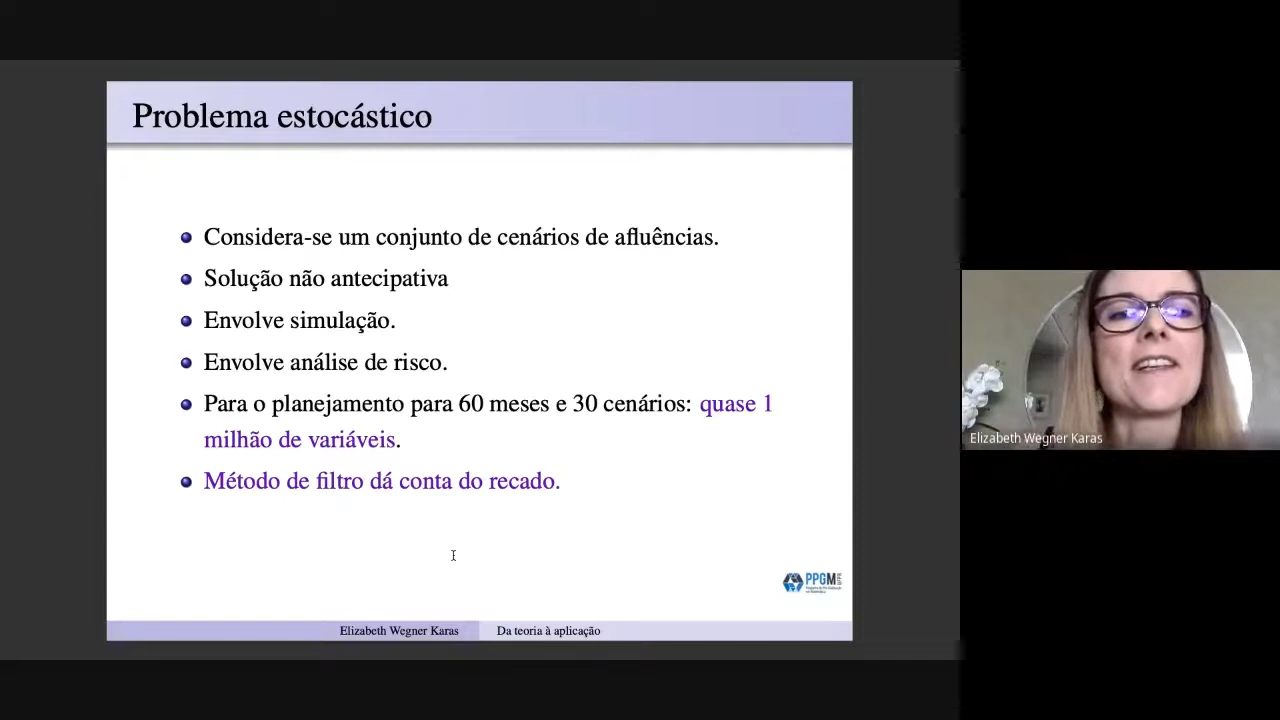 Problema estocástico
Considera-se um conjunto de cenários de afluências.
Solução não antecipativa
Envolve simulação.
Envolve análise de risco.
Para o planejamento para 60 meses e 30 cenários: quase 1
milhão de variáveis.
Método de filtro dá conta do recado.
PPGM
Elizabeth Wegner Karas
Da teoria à aplicação
Elizabeth Wegner Karas